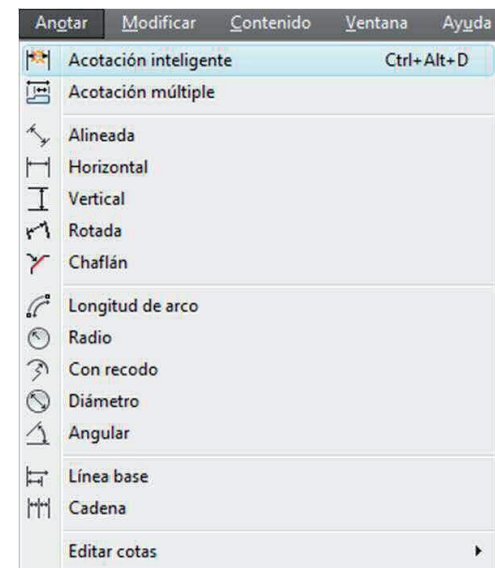 Anotar Modificar Contenido Ventana Ayuda
Acotación inteligente Ctrl+Alt+D
Acotación múltiple
Alineada
Horizontal
Vertical
Rotada
Chaflán
Longitud de arco
Radio
Con recodo
Diámetro
Angular
Línea base
Cadena
Editar cotas